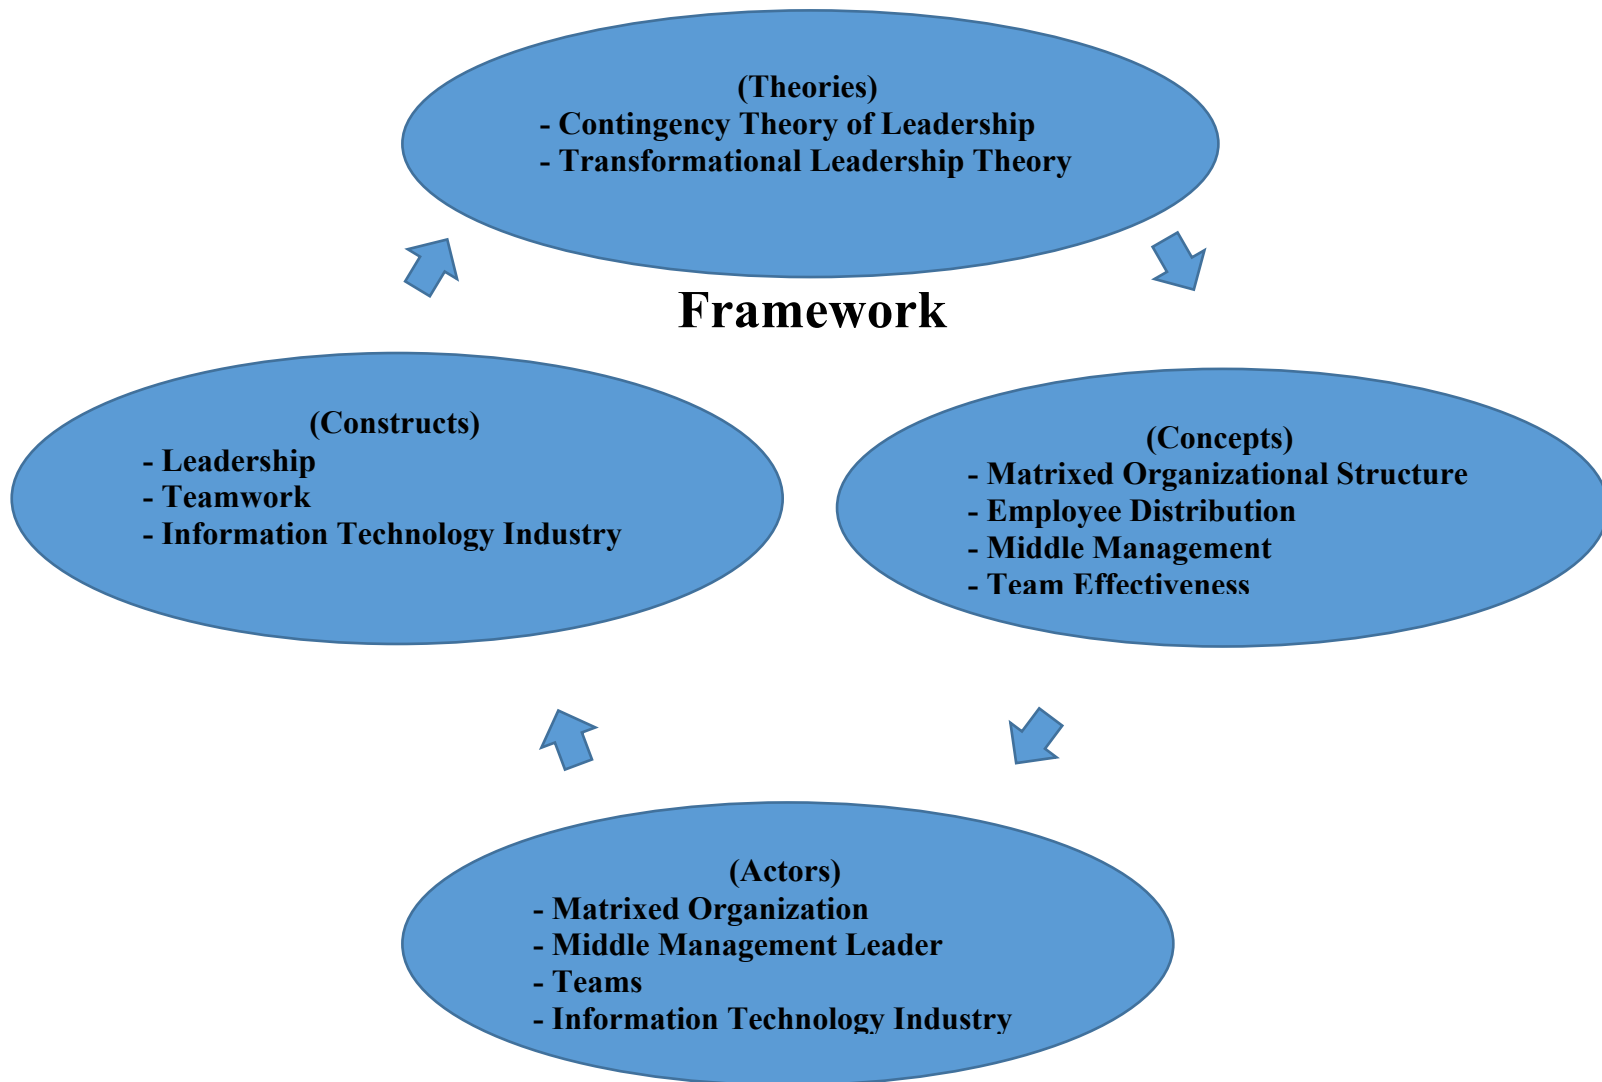 (Theories)
- Contingency Theory of Leadership
- Transformational Leadership Theory
Framework
(Constructs)
- Leadership
- Teamwork
- Information Technology Industry
(Concepts)
- Matrixed Organizational Structure
- Employee Distribution
- Middle Management
- Team Effectiveness
(Actors)
- Matrixed Organization
- Middle Management Leader
- Teams
- Information Technology Industry